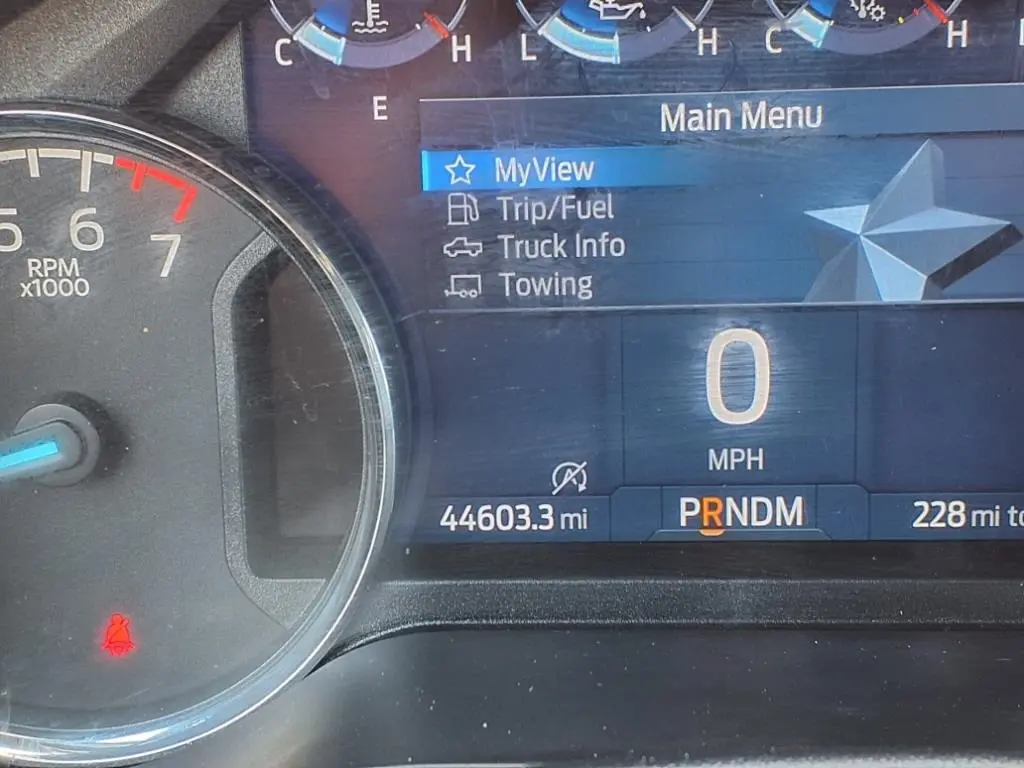 C H L H C H
E
Main Menu
MyView
Trip/Fuel
Truck Info
Towing
5 6 7
RPM
x1000
0
MPH
44603.3 mi
PRNDM
228 mi to